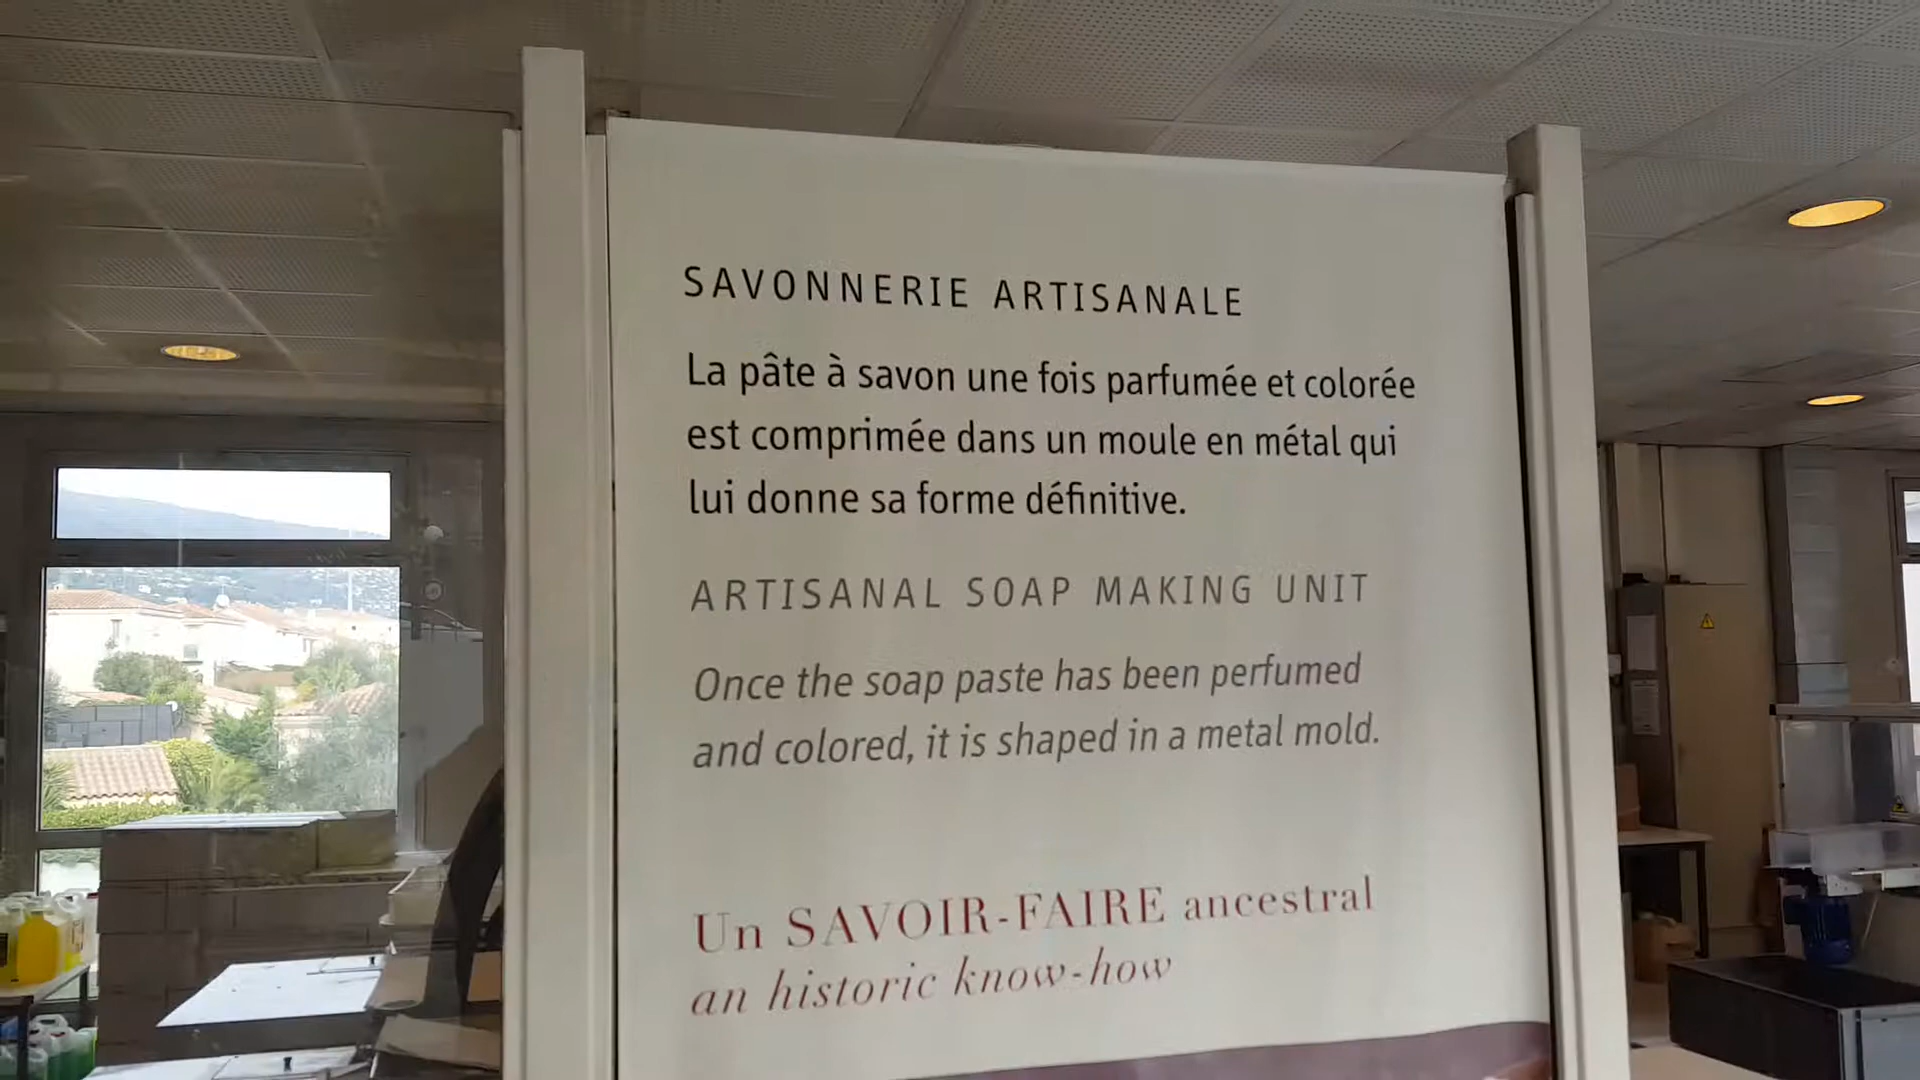 SAVONNERIE ARTISANALE
La pâte à savon une fois parfumée et colorée
est comprimée dans un moule en métal qui
lui donne sa forme définitive.
ARTISANAL SOAP MAKING UNIT
Once the soap paste has been perfumed
and colored, it is shaped in a metal mold.
Un SAVOIR-FAIRE ancestral
an historic know-how